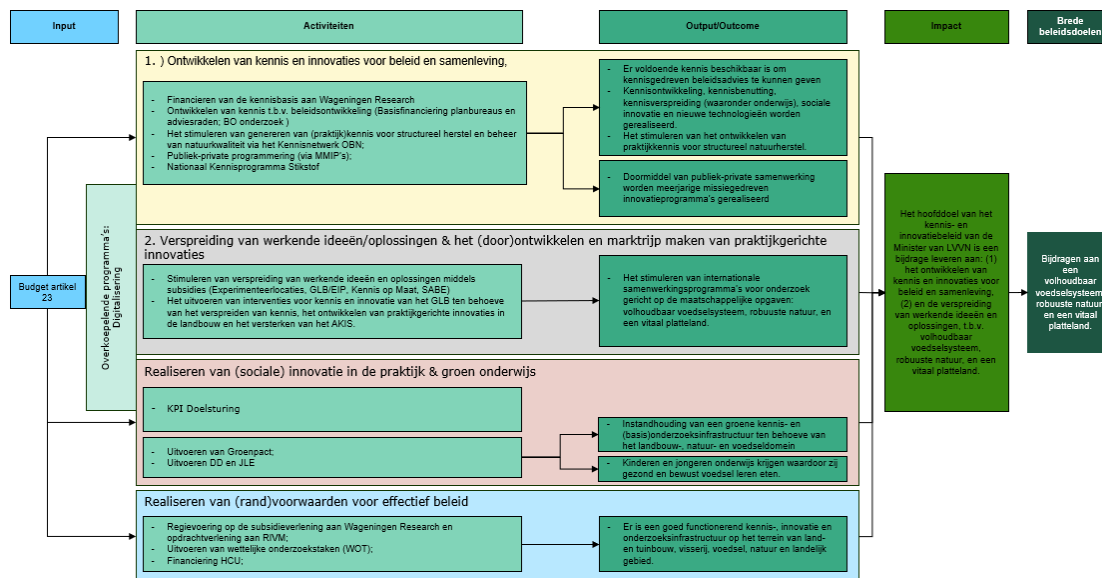 Input
Activiteiten
Output/Outcome
Impact
Brede
beleidsdoelen
1. ) Ontwikkelen van kennis en innovaties voor beleid en samenleving,
- Financieren van de kennisbasis aan Wageningen Research
- Ontwikkelen van kennis t.b.v. beleidsontwikkeling (Basisfinanciering planbureaus en
adviesraden; BO onderzoek )
- Het stimuleren van genereren van (praktijk)kennis voor structureel herstel en beheer
van natuurkwaliteit via het Kennisnetwerk OBN;
- Publiek-private programmering (via MMIP's);
- Nationaal Kennisprogramma Stikstof
- Er voldoende kennis beschikbaar is om
kennisgedreven beleidsadvies te kunnen geven
- Kennisontwikkeling, kennisbenutting,
kennisverspreiding (waaronder onderwijs), sociale
innovatie en nieuwe technologieën worden
gerealiseerd.
- Het stimuleren van het ontwikkelen van
praktijkkennis voor structureel natuurherstel.
- Doormiddel van publiek-private samenwerking
worden meerjarige missiegedreven
innovatieprogramma's gerealiseerd
Budget artikel
23
Overkoepelende programma's:
Digitalisering
2. Verspreiding van werkende ideeën/oplossingen & het (door)ontwikkelen en marktrijp maken van praktijkgerichte
innovaties
- Stimuleren van verspreiding van werkende ideeën en oplossingen middels
subsidies (Experimenteerlocaties, GLB/EIP, Kennis op Maat, SABE)
- Het uitvoeren van interventies voor kennis en innovatie van het GLB ten behoeve
van het verspreiden van kennis, het ontwikkelen van praktijkgerichte innovaties in
de landbouw en het versterken van het AKIS.
- Het stimuleren van internationale
samenwerkingsprogramma's voor onderzoek
gericht op de maatschappelijke opgaven:
volhoudbaar voedselsysteem, robuuste natuur, en
een vitaal platteland.
Het hoofddoel van het
kennis- en
innovatiebeleid van de
Minister van LVVN is een
bijdrage leveren aan: (1)
het ontwikkelen van
kennis en innovaties voor
beleid en samenleving,
(2) en de verspreiding
van werkende ideeën en
oplossingen, t.b.v.
volhoudbaar
voedselsysteem,
robuuste natuur, en een
vitaal platteland.
Bijdragen aan
een
volhoudbaar
voedselsysteem,
robuuste natuur
en een vitaal
platteland.
Realiseren van (sociale) innovatie in de praktijk & groen onderwijs
- KPI Doelsturing
- Uitvoeren van Groenpact;
- Uitvoeren DD en JLE
- Instandhouding van een groene kennis- en
(basis)onderzoeksinfrastructuur ten behoeve van
het landbouw-, natuur- en voedseldomein
- Kinderen en jongeren onderwijs krijgen waardoor zij
gezond en bewust voedsel leren eten.
Realiseren van (rand)voorwaarden voor effectief beleid
- Regievoering op de subsidieverlening aan Wageningen Research en
opdrachtverlening aan RIVM;
- Uitvoeren van wettelijke onderzoekstaken (WOT);
- Financiering HCU;
- Er is een goed functionerend kennis-, innovatie en
onderzoeksinfrastructuur op het terrein van land-
en tuinbouw, visserij, voedsel, natuur en landelijk
gebied.